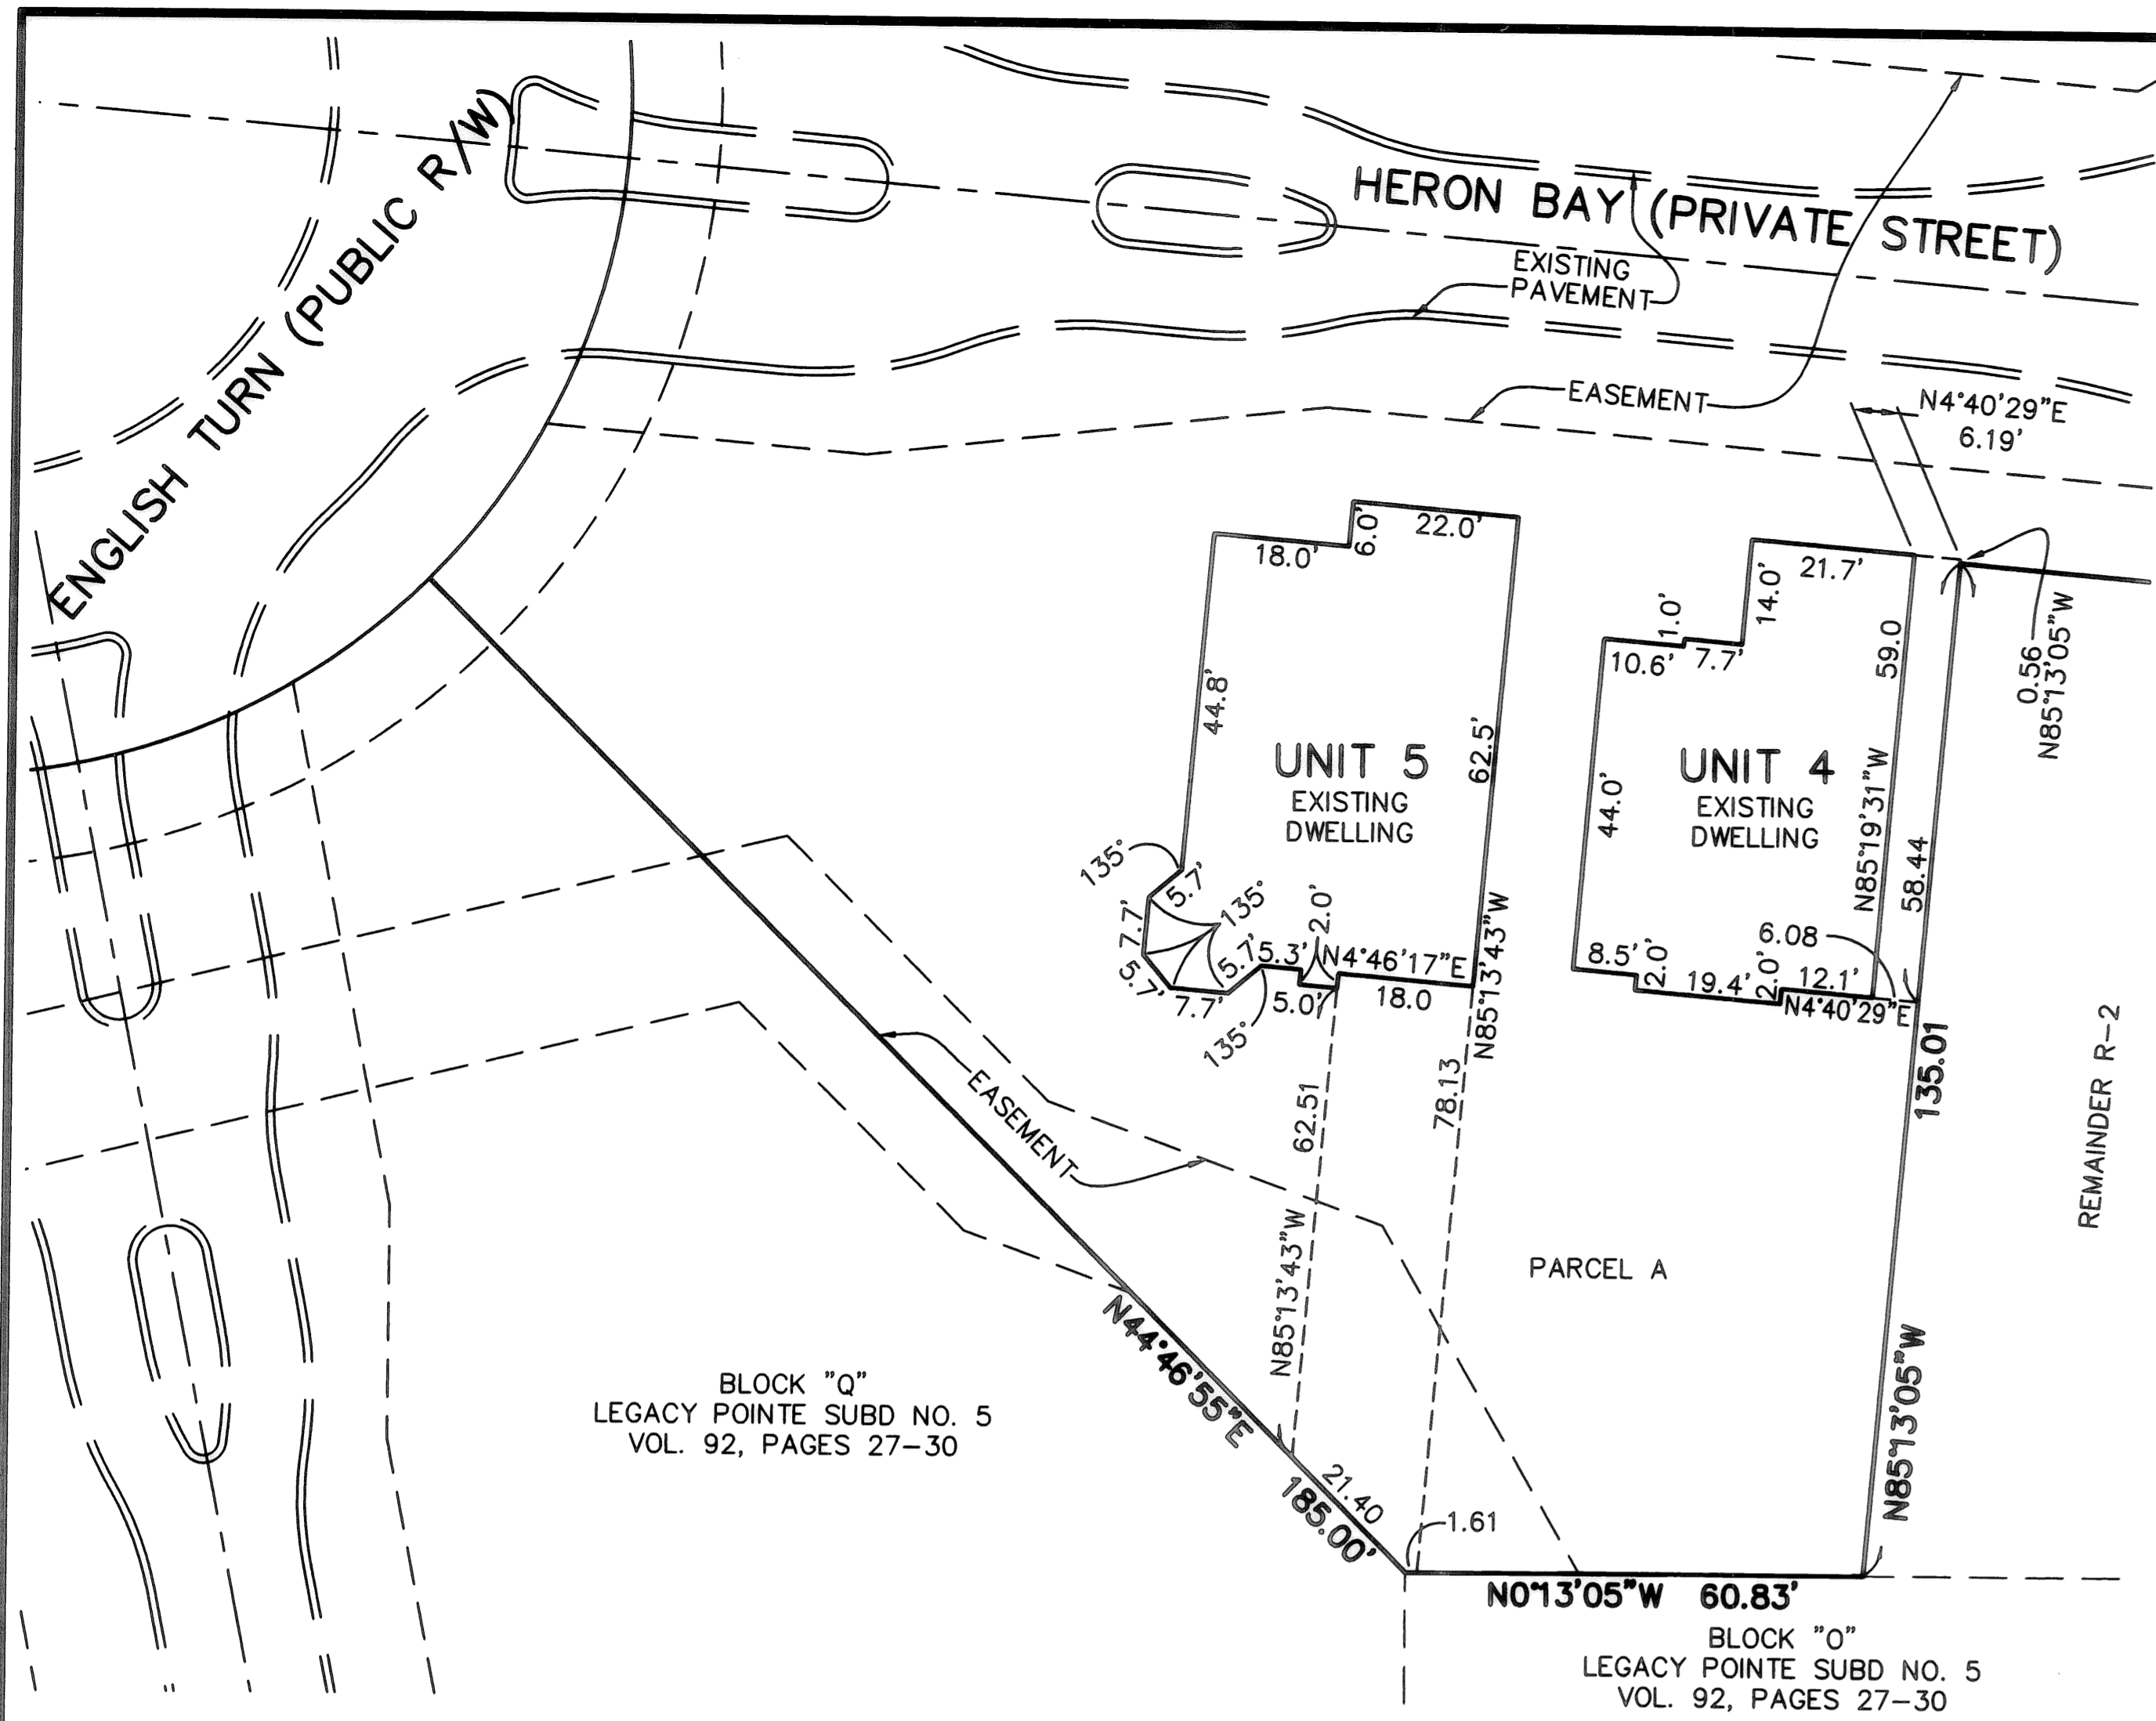 ENGLISH TURN (PUBLIC R/W)
HERON BAY (PRIVATE STREET)
EXISTING
PAVEMENT
EASEMENT
N4°40'29"E
6.19'
18.0'
6.0'
22.0'
44.8'
62.5'
UNIT 5
EXISTING
DWELLING
135°
5.7'
7.7'
135°
5.7'
7.7'
5.7'
135°
5.3'
2.0'
5.0'
N4°46'17"E
18.0
N85°13'43"W
21.7'
14.0'
1.0'
10.6'
7.7'
59.0
44.0'
UNIT 4
EXISTING
DWELLING
N85°19'31"W
58.44
0.56
N85°13'05"W
6.08
8.5'
2.0'
19.4'
2.0'
12.1'
N4°40'29"E
135.01
REMAINDER R-2
62.51
78.13
N85°13'43"W
EASEMENT
PARCEL A
N44°46'55"E
185.00'
21.40
1.61
N85°13'05"W
N0°13'05"W 60.83'
BLOCK "Q"
LEGACY POINTE SUBD NO. 5
VOL. 92, PAGES 27-30
BLOCK "O"
LEGACY POINTE SUBD NO. 5
VOL. 92, PAGES 27-30